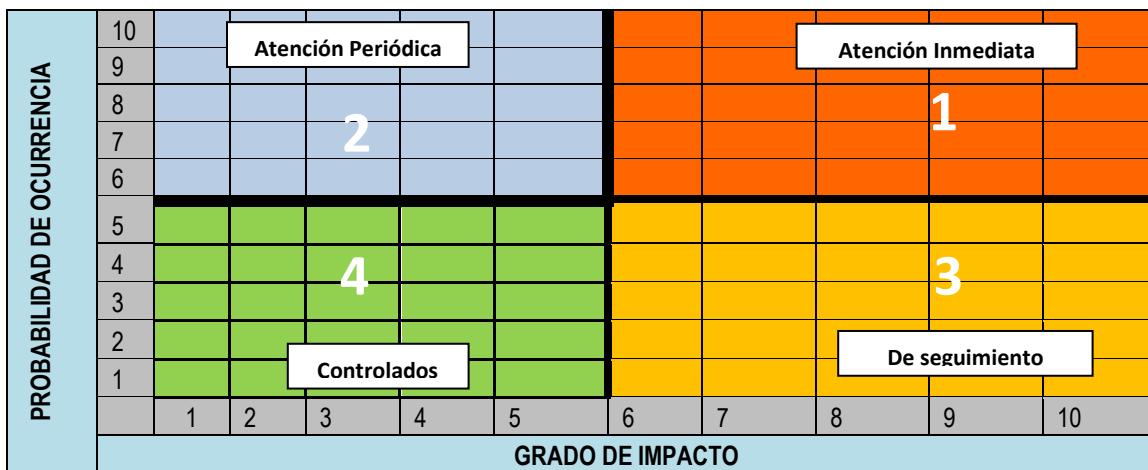 PROBABILIDAD DE OCURRENCIA
10
Atención Periódica
Atención Inmediata
9
8
1
7
2
6
5
4
4
3
3
2
De seguimiento
Controlados
1
1 2 3 4 5 6 7 8 9 10
GRADO DE IMPACTO